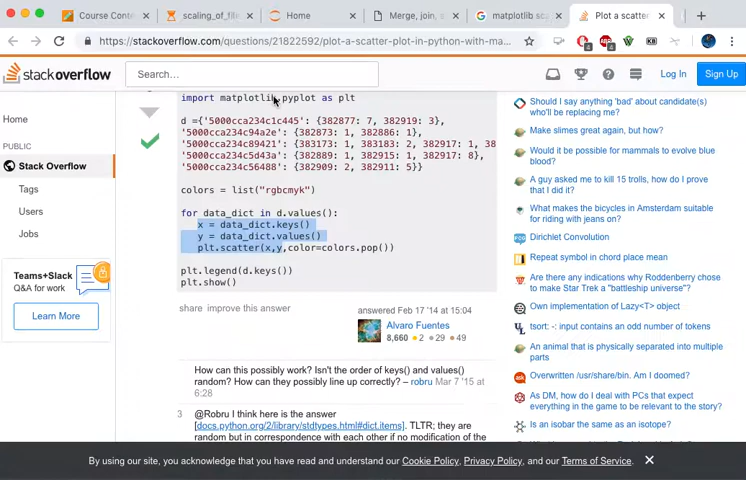 Course Cont
scaling_of_filte
Home
Merge, join, c
matplotlib sca
Plot a scatter
https://stackoverflow.com/questions/21822592/plot-a-scatter-plot-in-python-with-ma...
stackoverflow
Search...
Log In
Sign Up
Home
PUBLIC
Stack Overflow
Tags
Users
Jobs
Teams+Slack
Q&A for work
Learn More
import matplotlib.pyplot as plt
d ={'5000cca234c1c445': {382877: 7, 382919: 3},
'5000cca234c94a2e': {382873: 1, 382886: 1},
'5000cca234c89421': {383173: 1, 383183: 2, 382917: 1, 38
'5000cca234c5d43a': {382889: 1, 382915: 1, 382917: 8},
'5000cca234c56488': {382909: 2, 382911: 5}}
colors = list("rgbcmyk")
for data_dict in d.values():
x = data_dict.keys()
y = data_dict.values()
plt.scatter(x,y,color=colors.pop())
plt.legend(d.keys())
plt.show()
share improve this answer
answered Feb 17 '14 at 15:04
Alvaro Fuentes
8,660 2 29 49
How can this possibly work? Isn't the order of keys() and values()
random? How can they possibly line up correctly? – robru Mar 7 '15 at
6:28
3 @Robru I think here is the answer
[docs.python.org/2/library/stdtypes.html#dict.items]. TLTR; they are
random but in correspondence with each other if no modification of the
Should I say anything 'bad' about candidate(s)
who'll be replacing me?
Make slimes great again, but how?
Would it be possible for mammals to evolve blue
blood?
A guy asked me to kill 15 trolls, how do I prove
that I did it?
What makes the bicycles in Amsterdam suitable
for riding with jeans on?
Dirichlet Convolution
Repeat symbol in chord place mean
Are there any indications why Roddenberry chose
to make Star Trek a "battleship universe"?
Own implementation of Lazy<T> object
tsort: -: input contains an odd number of tokens
An animal that is physically separated into multiple
parts
Overwritten /usr/share/bin. Am I doomed?
As DM, how do I deal with PCs that expect
everything in the game to be relevant to the story?
Is an isobar the same as an isotope?
By using our site, you acknowledge that you have read and understand our Cookie Policy, Privacy Policy, and our Terms of Service.